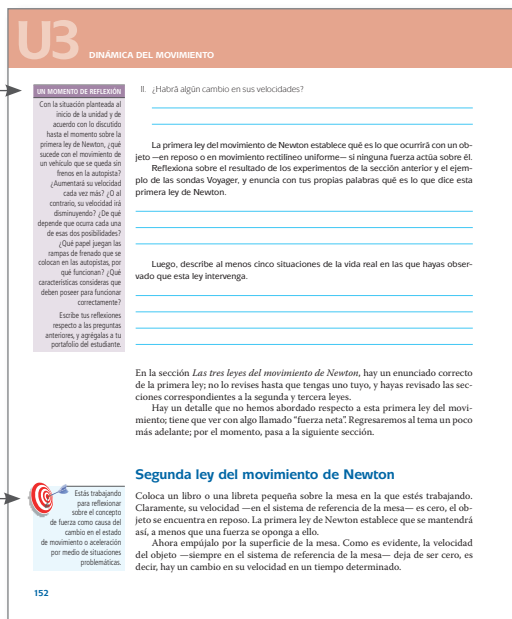 U3
DINÁMICA DEL MOVIMIENTO
UN MOMENTO DE REFLEXIÓN
Con la situación planteada al
inicio de la unidad y de
acuerdo con lo discutido
hasta el momento sobre la
primera ley de Newton, ¿qué
sucede con el movimiento de
un vehículo que se queda sin
frenos en la autopista?
¿Aumentará su velocidad
cada vez más? ¿O al
contrario, su velocidad irá
disminuyendo? ¿De qué
depende que ocurra cada una
de esas dos posibilidades?
¿Qué papel juegan las
rampas de frenado que se
colocan en las autopistas, por
qué funcionan? ¿Qué
características consideras que
deben poseer para funcionar
correctamente?
Escribe tus reflexiones
respecto a las preguntas
anteriores, y agrégalas a tu
portafolio del estudiante.
II. ¿Habrá algún cambio en sus velocidades?
La primera ley del movimiento de Newton establece qué es lo que ocurrirá con un ob-
jeto —en reposo o en movimiento rectilíneo uniforme— si ninguna fuerza actúa sobre él.
Reflexiona sobre el resultado de los experimentos de la sección anterior y el ejem-
plo de las sondas Voyager, y enuncia con tus propias palabras qué es lo que dice esta
primera ley de Newton.
Luego, describe al menos cinco situaciones de la vida real en las que hayas obser-
vado que esta ley intervenga.
En la sección Las tres leyes del movimiento de Newton, hay un enunciado correcto
de la primera ley; no lo revises hasta que tengas uno tuyo, y hayas revisado las sec-
ciones correspondientes a la segunda y tercera leyes.
Hay un detalle que no hemos abordado respecto a esta primera ley del movi-
miento; tiene que ver con algo llamado "fuerza neta". Regresaremos al tema un poco
más adelante; por el momento, pasa a la siguiente sección.
Segunda ley del movimiento de Newton
Estás trabajando
para reflexionar
sobre el concepto
de fuerza como causa del
cambio en el estado
de movimiento o aceleración
por medio de situaciones
problemáticas.
Coloca un libro o una libreta pequeña sobre la mesa en la que estés trabajando.
Claramente, su velocidad —en el sistema de referencia de la mesa— es cero, el ob-
jeto se encuentra en reposo. La primera ley de Newton establece que se mantendrá
así, a menos que una fuerza se oponga a ello.
Ahora empújalo por la superficie de la mesa. Como es evidente, la velocidad
del objeto —siempre en el sistema de referencia de la mesa— deja de ser cero, es
decir, hay un cambio en su velocidad en un tiempo determinado.
152